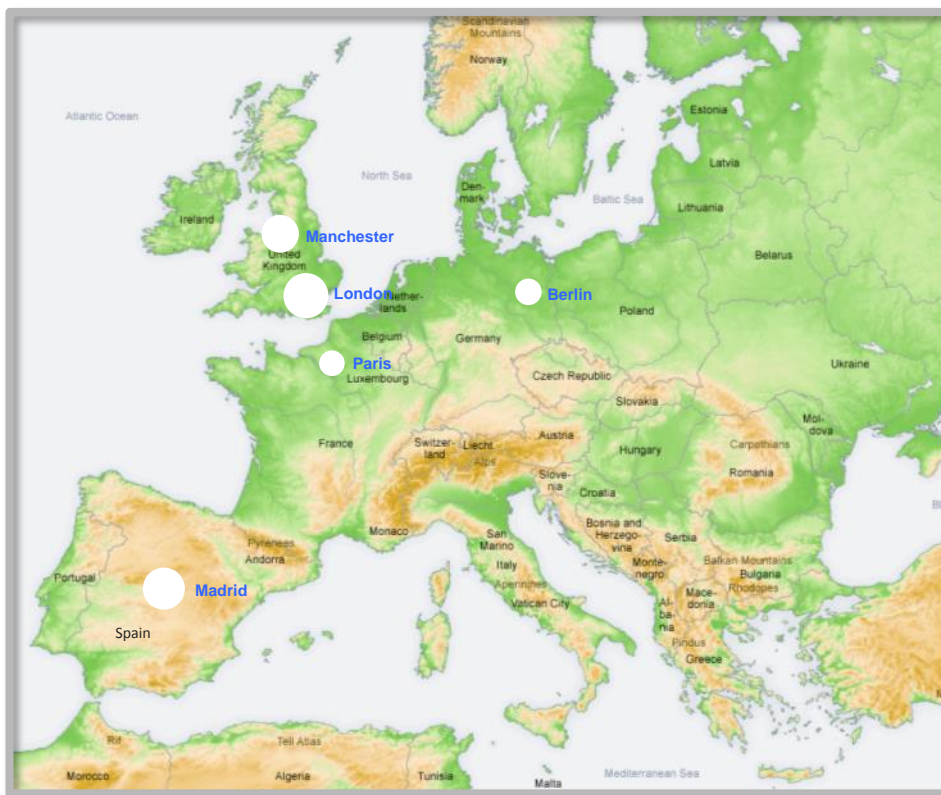 Scandinavian
Mountains
Norway
Atlantic Ocean
Estonia
North Sea
Latvia
Den-
mark
Baltic Sea
Lithuania
Ireland
Manchester
United
Kingdom
Belarus
London
Nether-
lands
Berlin
Poland
Belgium
Germany
Paris
Luxembourg
Ukraine
Czech Republic
Slovakia
Mol-
dova
France
Switzer-
land
Liecht.
Alps
Austria
Hungary
Carpathians
Romania
Slove-
nia
Croatia
Monaco
San
Marino
Bosnia and
Herzego-
vina
Serbia
Pyrenees
Andorra
Italy
Monte-
negro
Balkan Mountains
Bulgaria
Rhodopes
Portugal
Madrid
Apennines
Vatican City
Mace-
donia
Al-
ba-
nia
Spain
Pindus
Greece
Rif
Tell Atlas
Morocco
Algeria
Tunisia
Malta
Mediterranean Sea